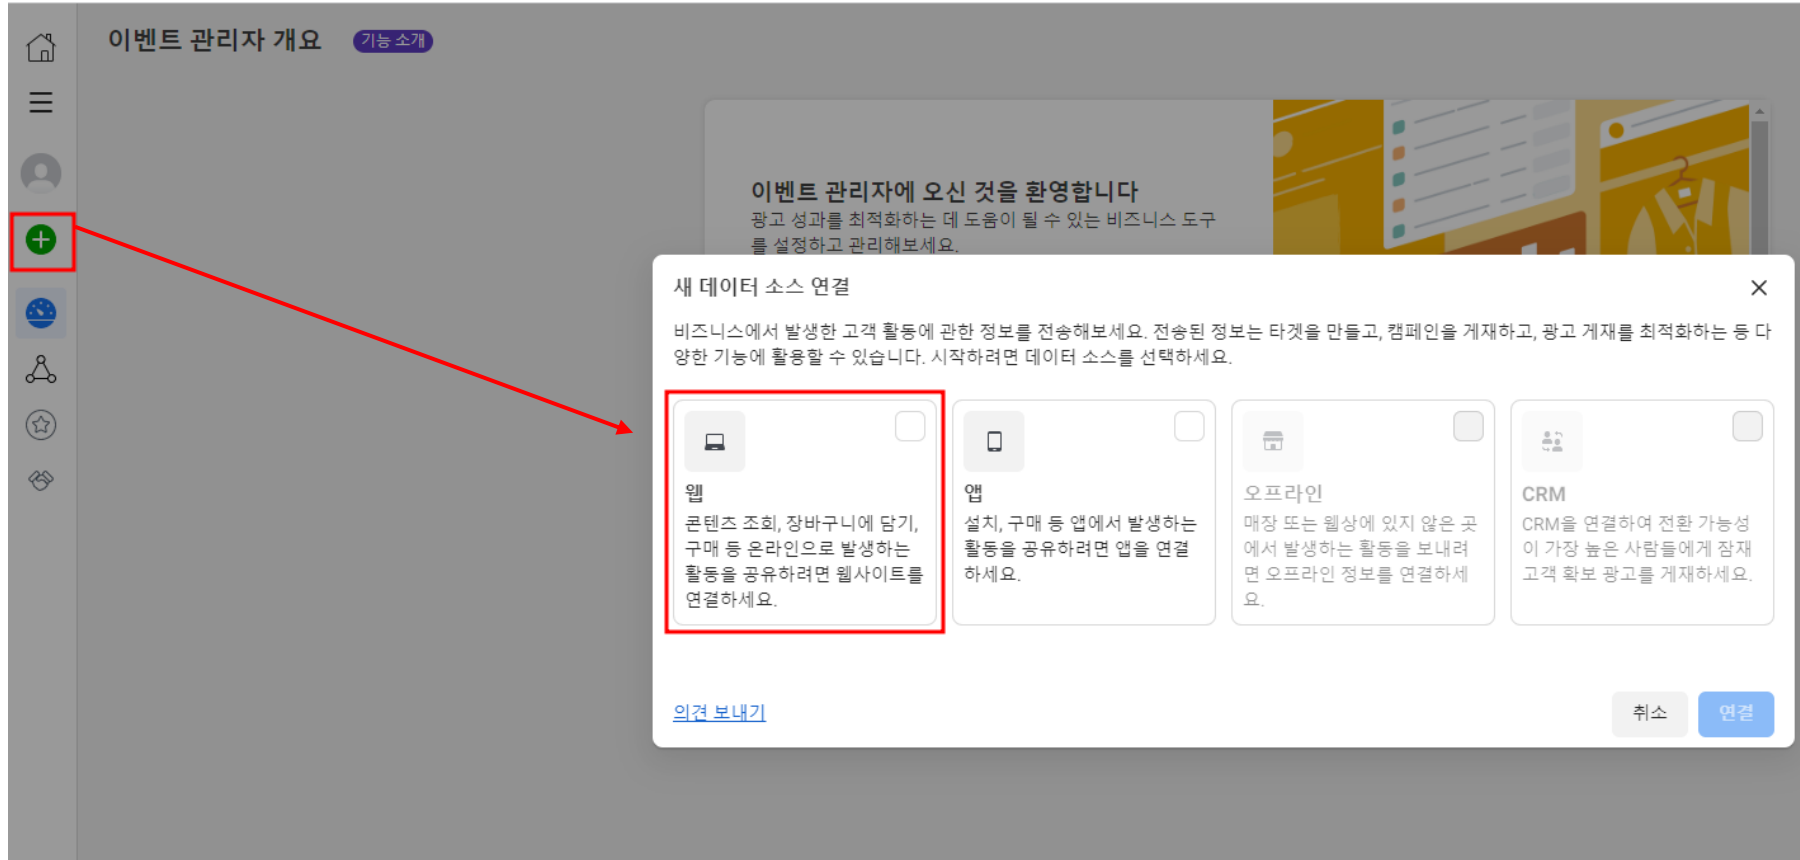 이벤트 관리자 개요
기능 소개
이벤트 관리자에 오신 것을 환영합니다
광고 성과를 최적화하는 데 도움이 될 수 있는 비즈니스 도구
를 설정하고 관리해보세요.
새 데이터 소스 연결
비즈니스에서 발생한 고객 활동에 관한 정보를 전송해보세요. 전송된 정보는 타겟을 만들고, 캠페인을 게재하고, 광고 게재를 최적화하는 등 다
양한 기능에 활용할 수 있습니다. 시작하려면 데이터 소스를 선택하세요.
웹
콘텐츠 조회, 장바구니에 담기,
구매 등 온라인으로 발생하는
활동을 공유하려면 웹사이트를
연결하세요.
앱
설치, 구매 등 앱에서 발생하는
활동을 공유하려면 앱을 연결
하세요.
오프라인
매장 또는 웹상에 있지 않은 곳
에서 발생하는 활동을 보내려
면 오프라인 정보를 연결하세
요.
CRM
CRM을 연결하여 전환 가능성
이 가장 높은 사람들에게 잠재
고객 확보 광고를 게재하세요.
의견 보내기
취소
연결